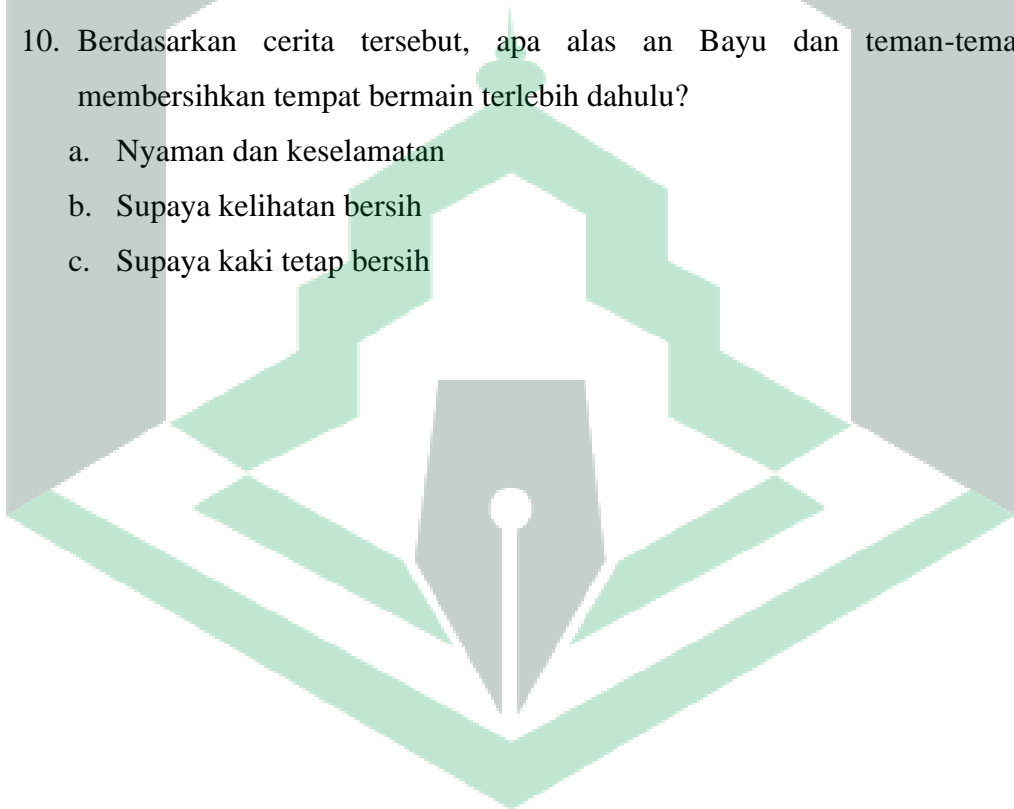 10. Berdasarkan cerita tersebut, apa alas an Bayu dan teman-tema
membersihkan tempat bermain terlebih dahulu?
a. Nyaman dan keselamatan
b. Supaya kelihatan bersih
c. Supaya kaki tetap bersih